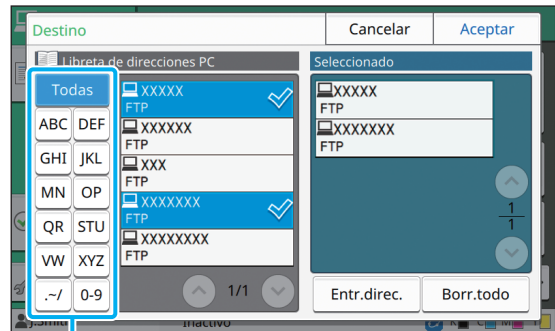 Destino
Cancelar
Aceptar
Libreta de direcciones PC
Seleccionado
Todas
ABC DEF
GHI JKL
MN OP
QR STU
VW XYZ
.~/ 0-9
XXXXX
FTP
XXXXXX
FTP
XXX
FTP
XXXXXXX
FTP
XXXXXXXX
FTP
1/1
XXXXX
FTP
XXXXXXX
FTP
1
1
Entr.direc.
Borr.todo
Inactivo